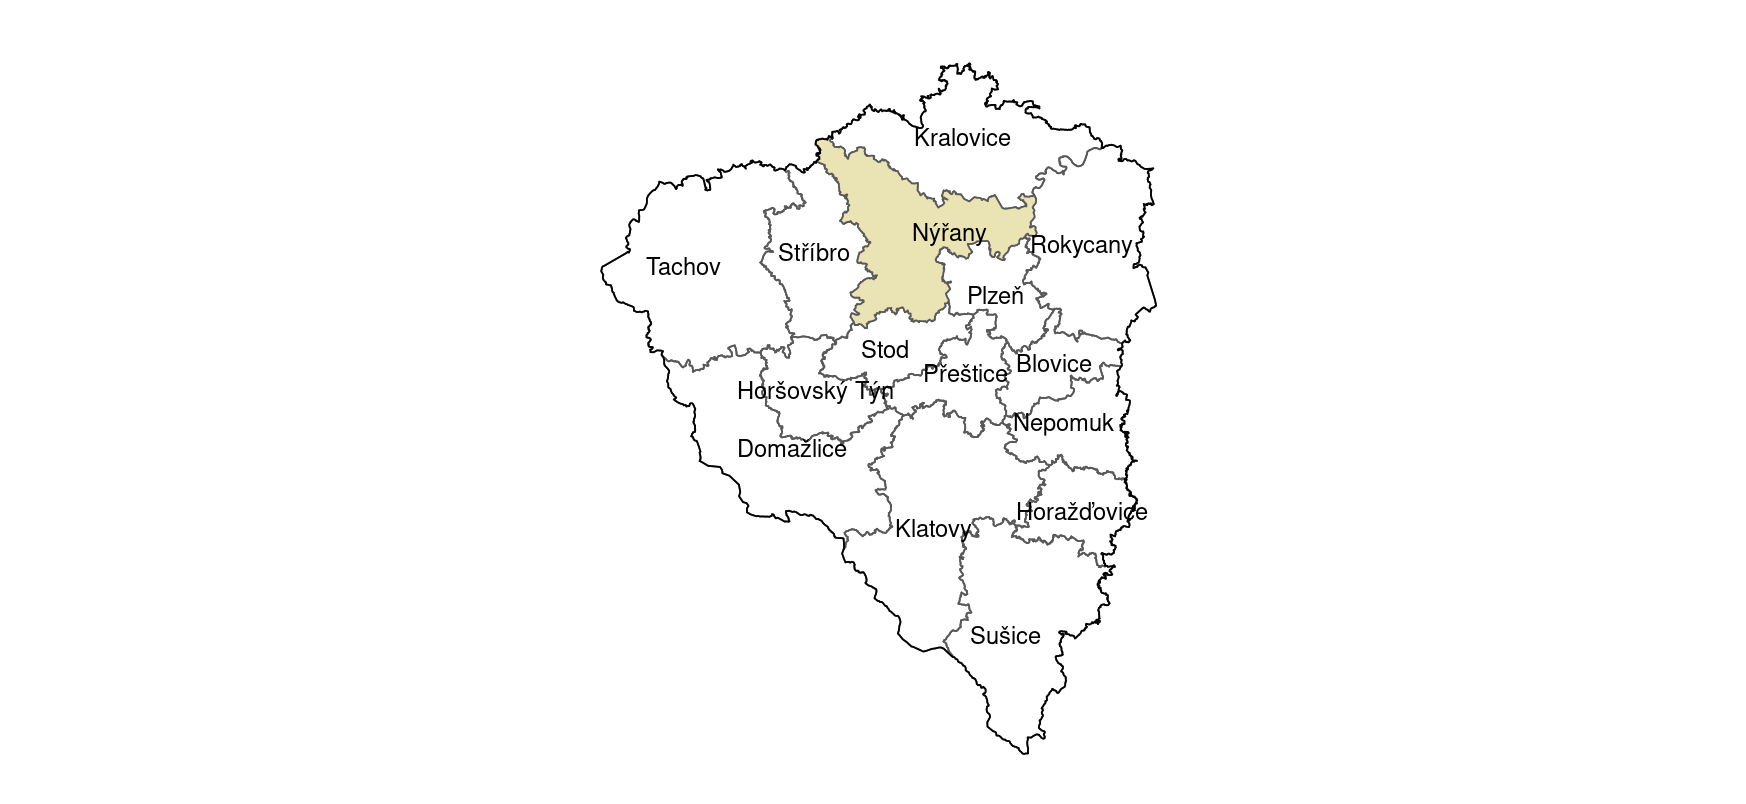 Kralovice
Nýřany
Rokycany
Stříbro
Tachov
Plzeň
Stod
Blovice
Přeštice
Horšovský Týn
Nepomuk
Domažlice
Horažďovice
Klatovy
Sušice